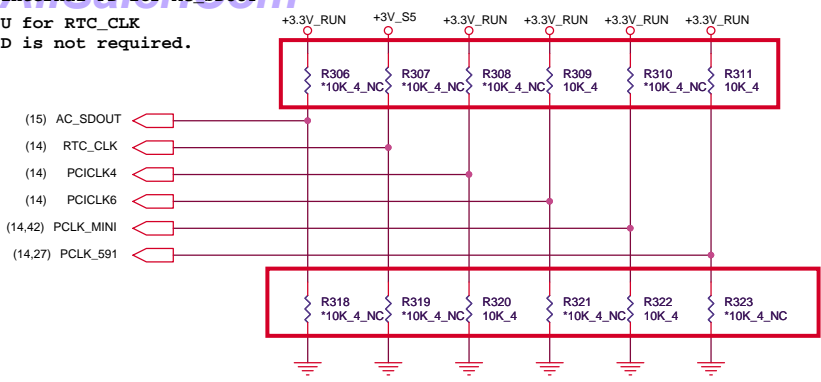 U for RTC_CLK
D is not required.
+3.3V_RUN +3V_S5 +3.3V_RUN +3.3V_RUN +3.3V_RUN +3.3V_RUN
R306 R307 R308 R309 R310 R311
*10K_4_NC *10K_4_NC *10K_4_NC 10K_4 *10K_4_NC 10K_4
(15) AC_SDOUT
(14) RTC_CLK
(14) PCICLK4
(14) PCICLK6
(14,42) PCLK_MINI
(14,27) PCLK_591
R318 R319 R320 R321 R322 R323
*10K_4_NC *10K_4_NC 10K_4 *10K_4_NC 10K_4 *10K_4_NC